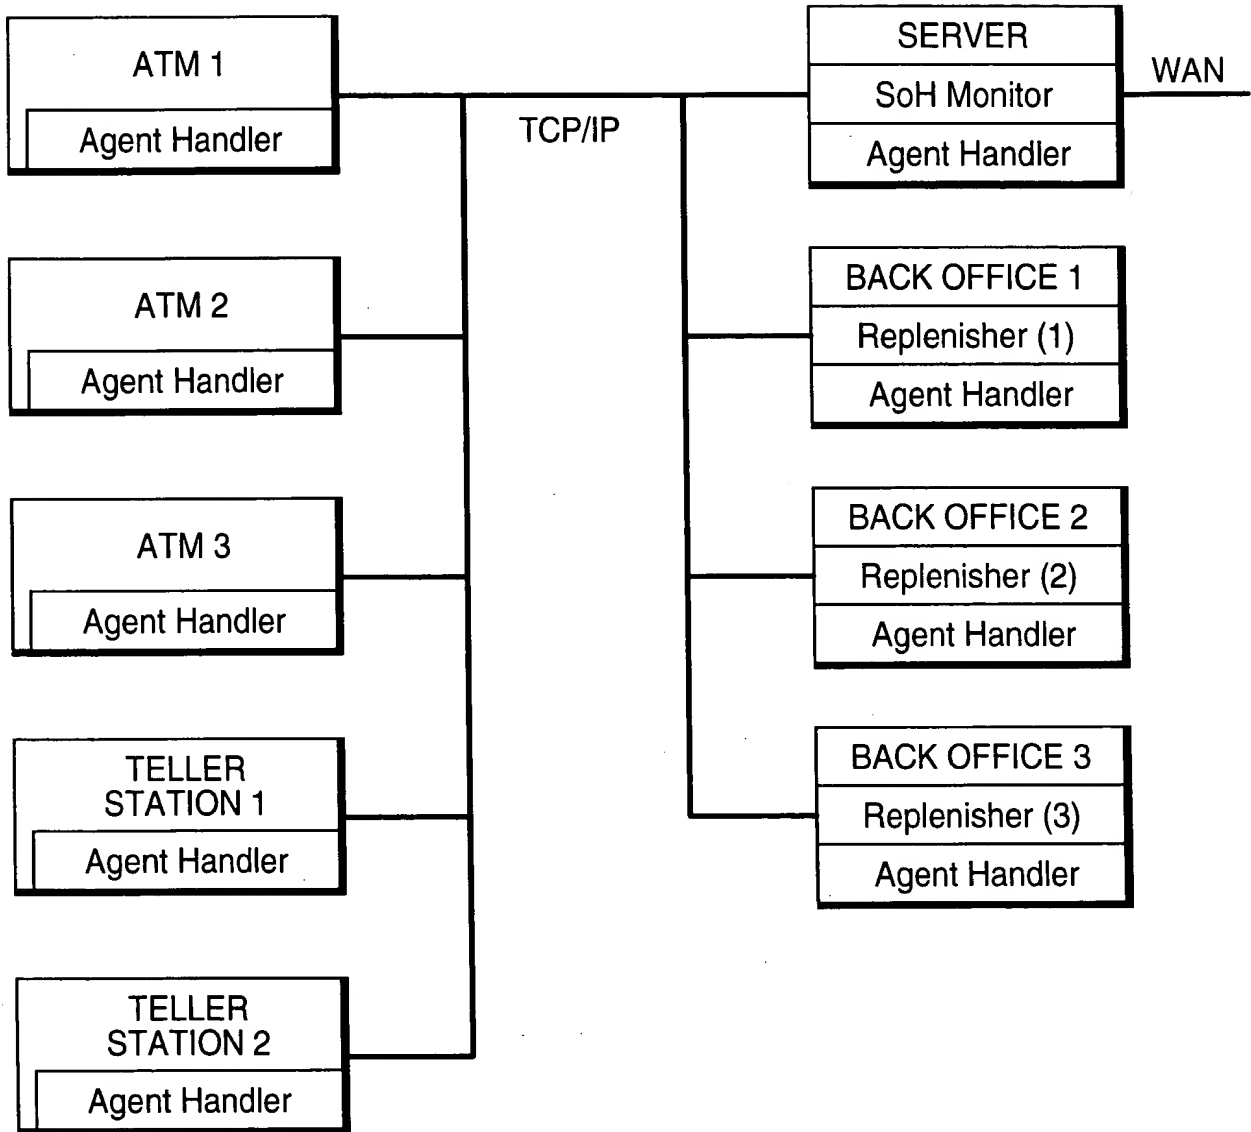 ATM 1
Agent Handler
ATM 2
Agent Handler
ATM 3
Agent Handler
TELLER
STATION 1
Agent Handler
TELLER
STATION 2
Agent Handler
TCP/IP
SERVER
SoH Monitor
Agent Handler
WAN
BACK OFFICE 1
Replenisher (1)
Agent Handler
BACK OFFICE 2
Replenisher (2)
Agent Handler
BACK OFFICE 3
Replenisher (3)
Agent Handler